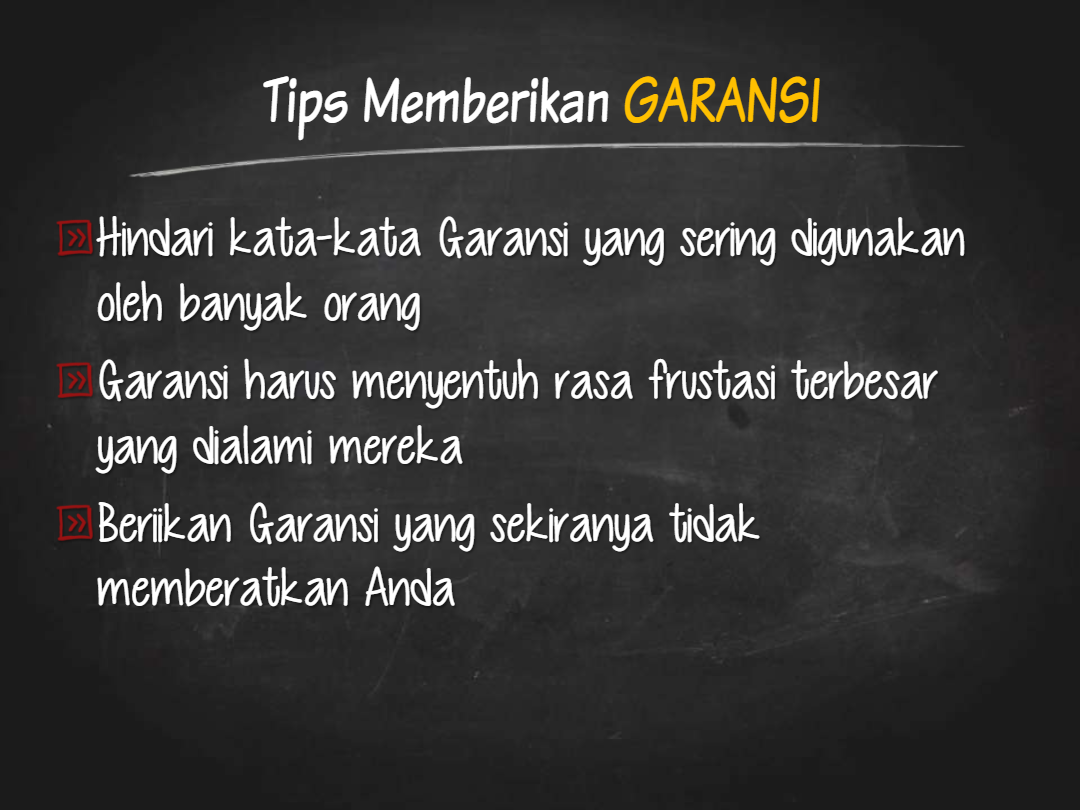 Tips Memberikan GARANSI
Hindari kata-kata Garansi yang sering digunakan
oleh banyak orang
Garansi harus menyentuh rasa frustasi terbesar
yang dialami mereka
Beriikan Garansi yang sekiranya tidak
memberatkan Anda